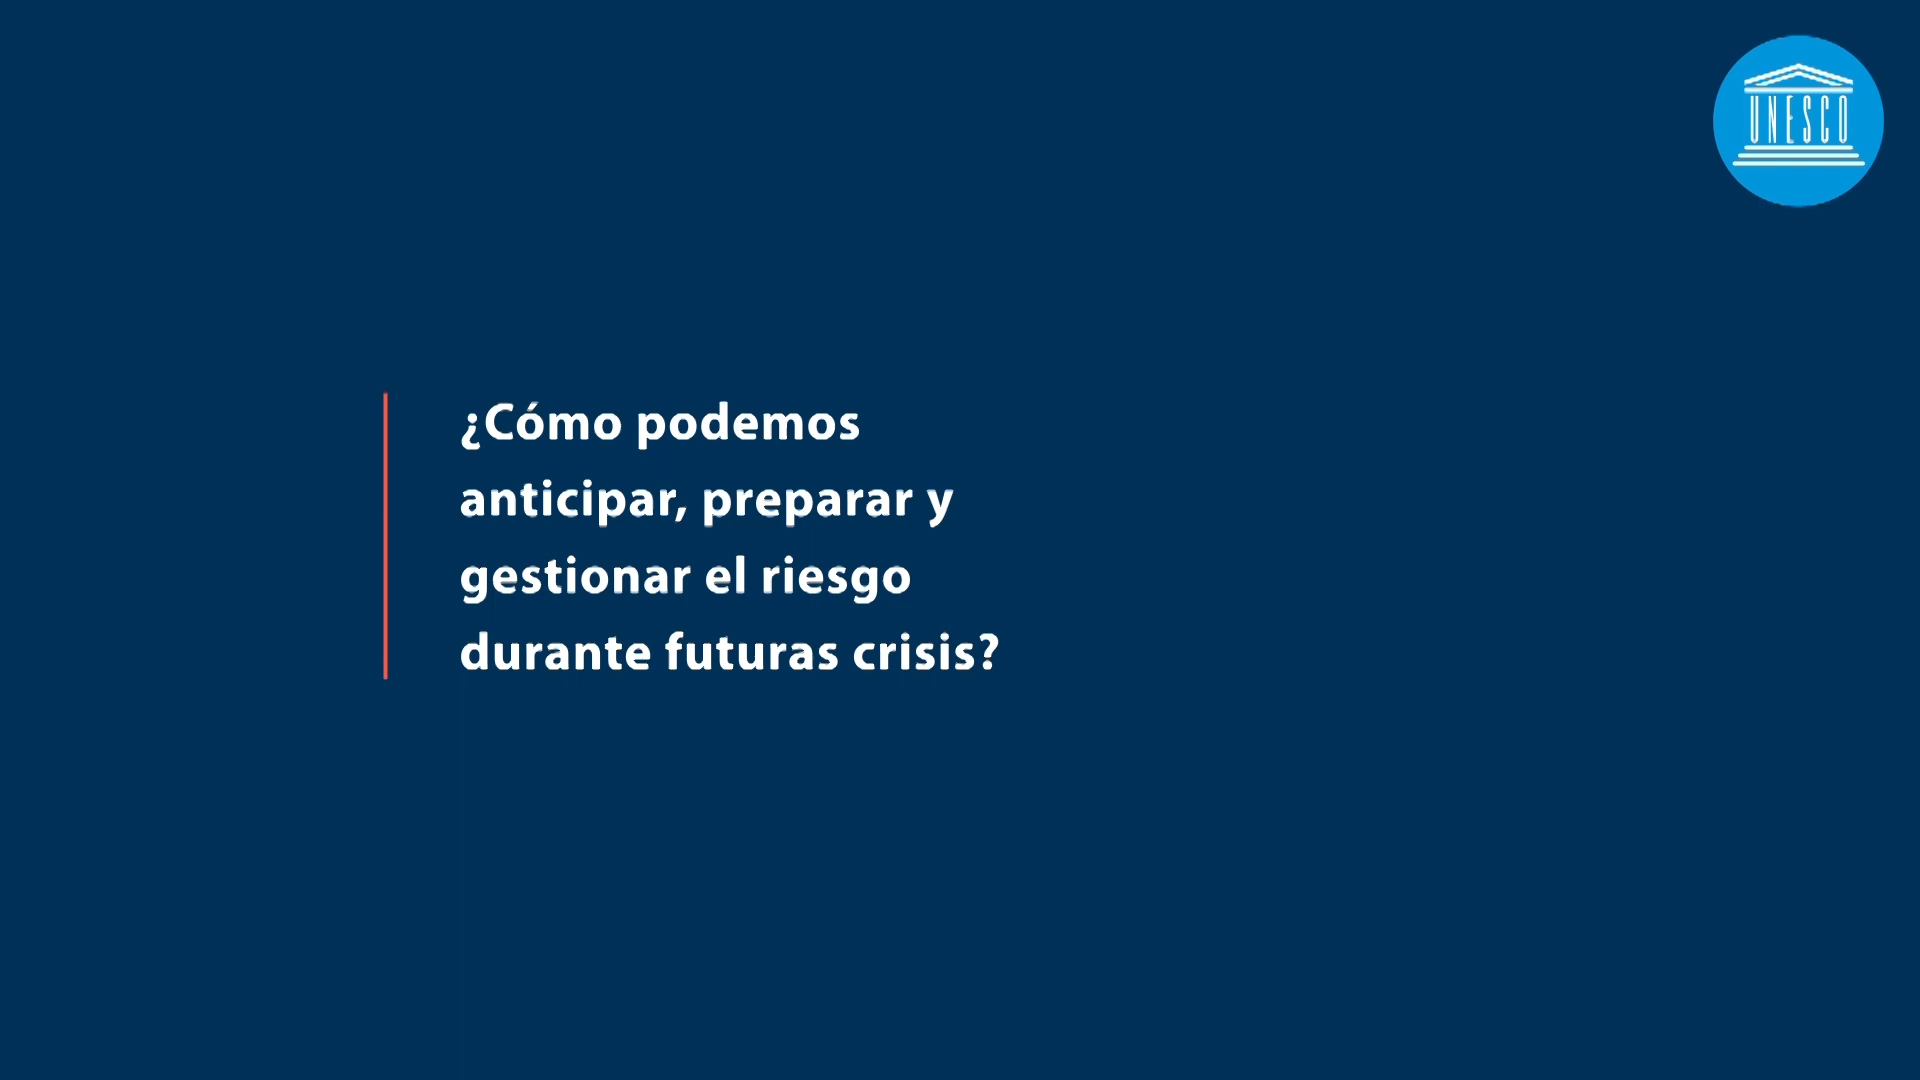 UNESCO
¿Cómo podemos
anticipar, preparar y
gestionar el riesgo
durante futuras crisis?